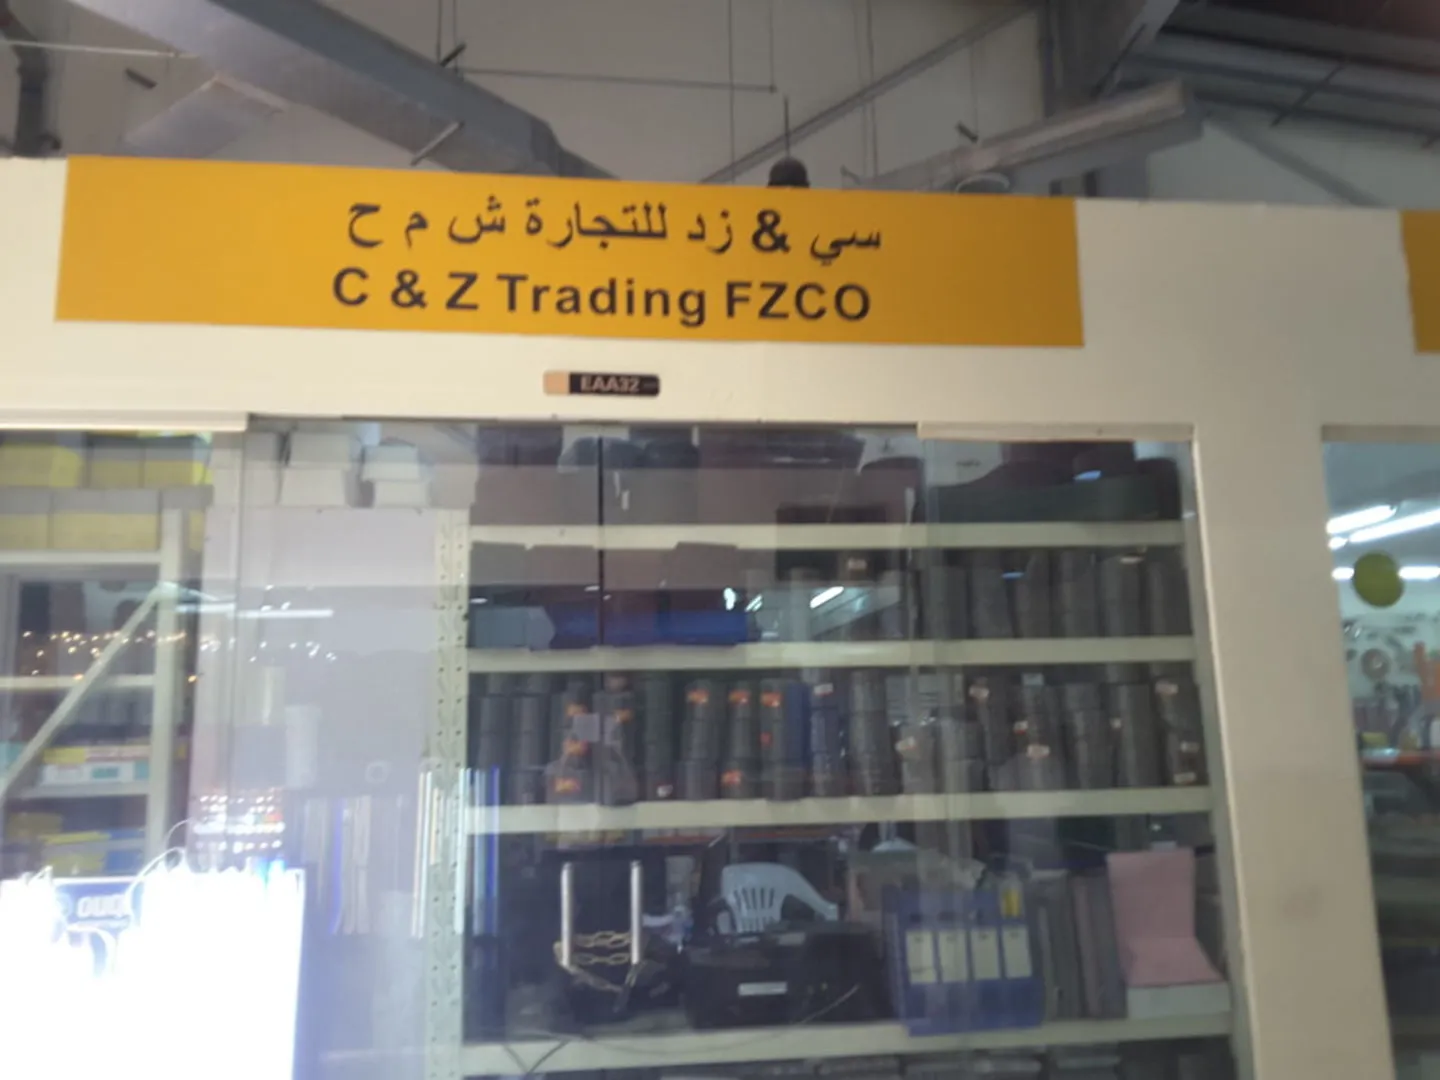 سي & زد للتجارة ش م ح
C & Z Trading FZCO
EAA32